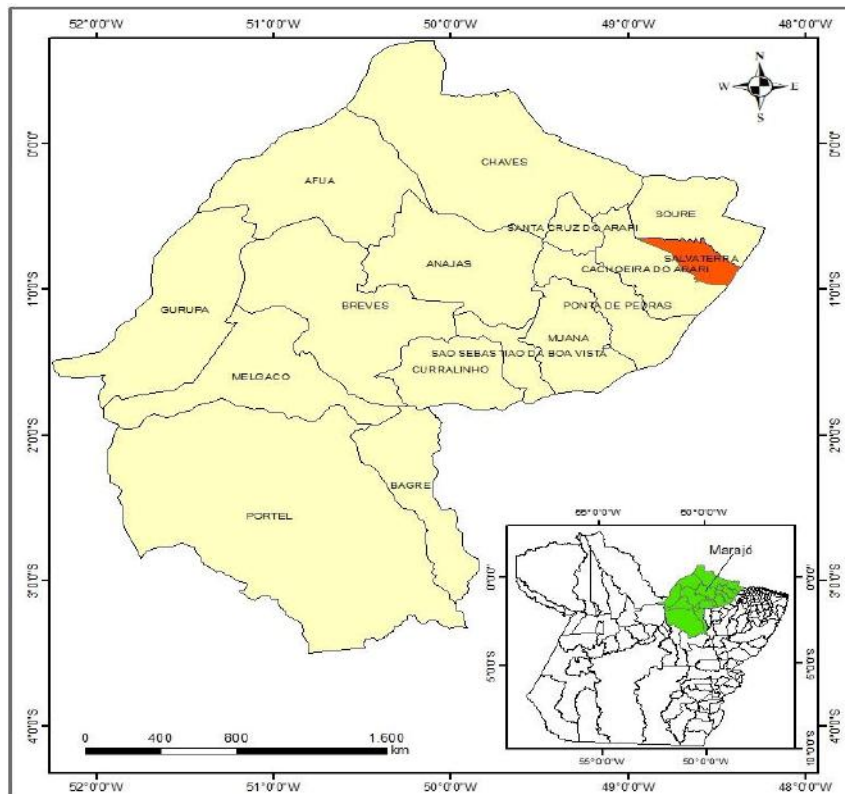 52°0'0"W 51°0'0"W 50°0'0"W 49°0'0"W 48°0'0"W
N
W E
S
0°0'0" 0°0'0"
CHAVES
AFUA
SOURE
SANTA CRUZ DO ARARI
SALVATERRA
ANAJAS
CACHOEIRA DO ARARI
1°0'0"S 1°0'0"S
GURUPA
BREVES
PONTA DE PEDRAS
MUANA
SAO SEBASTIAO DA BOA VISTA
CURRALINHO
MELGACO
2°0'0"S 2°0'0"S
BAGRE
PORTEL
55°0'0"W 50°0'0"W
Marajó
3°0'0"S 3°0'0"S
0°0'0" 0°0'0"
5°0'0"S 5°0'0"S
4°0'0"S 4°0'0"S
0 400 800 1.600
km
10°0'0"S
55°0'0"W 50°0'0"W
52°0'0"W 51°0'0"W 50°0'0"W 49°0'0"W 48°0'0"W